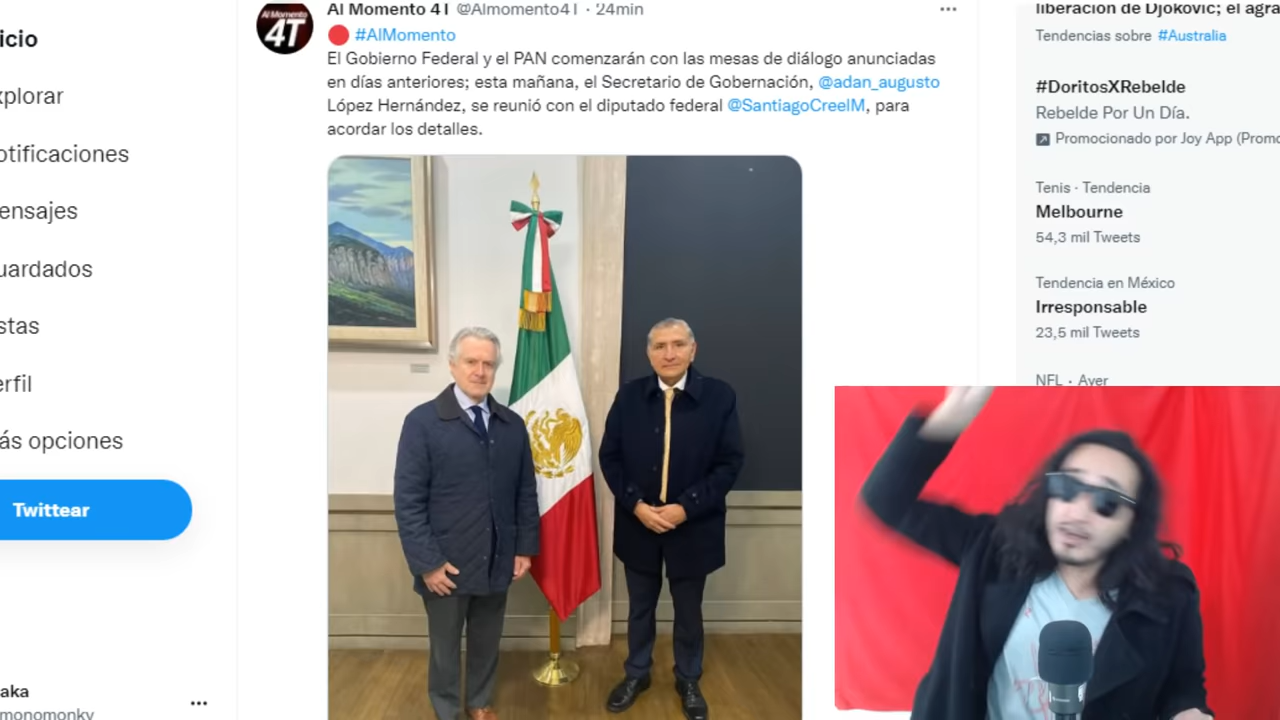 icio
xplorar
otificaciones
ensajes
uardados
stas
erfil
ás opciones
Twittear
aka
monomonky
Al Momento
4T
Al Momento 4T @Almomento4T · 24min
#AlMomento
El Gobierno Federal y el PAN comenzarán con las mesas de diálogo anunciadas
en días anteriores; esta mañana, el Secretario de Gobernación, @adan_augusto
López Hernández, se reunió con el diputado federal @SantiagoCreelM, para
acordar los detalles.
liberación de Djokovic; el agra
Tendencias sobre #Australia
#DoritosXRebelde
Rebelde Por Un Día.
Promocionado por Joy App (Promo
Tenis · Tendencia
Melbourne
54,3 mil Tweets
Tendencia en México
Irresponsable
23,5 mil Tweets
NFL · Ayer